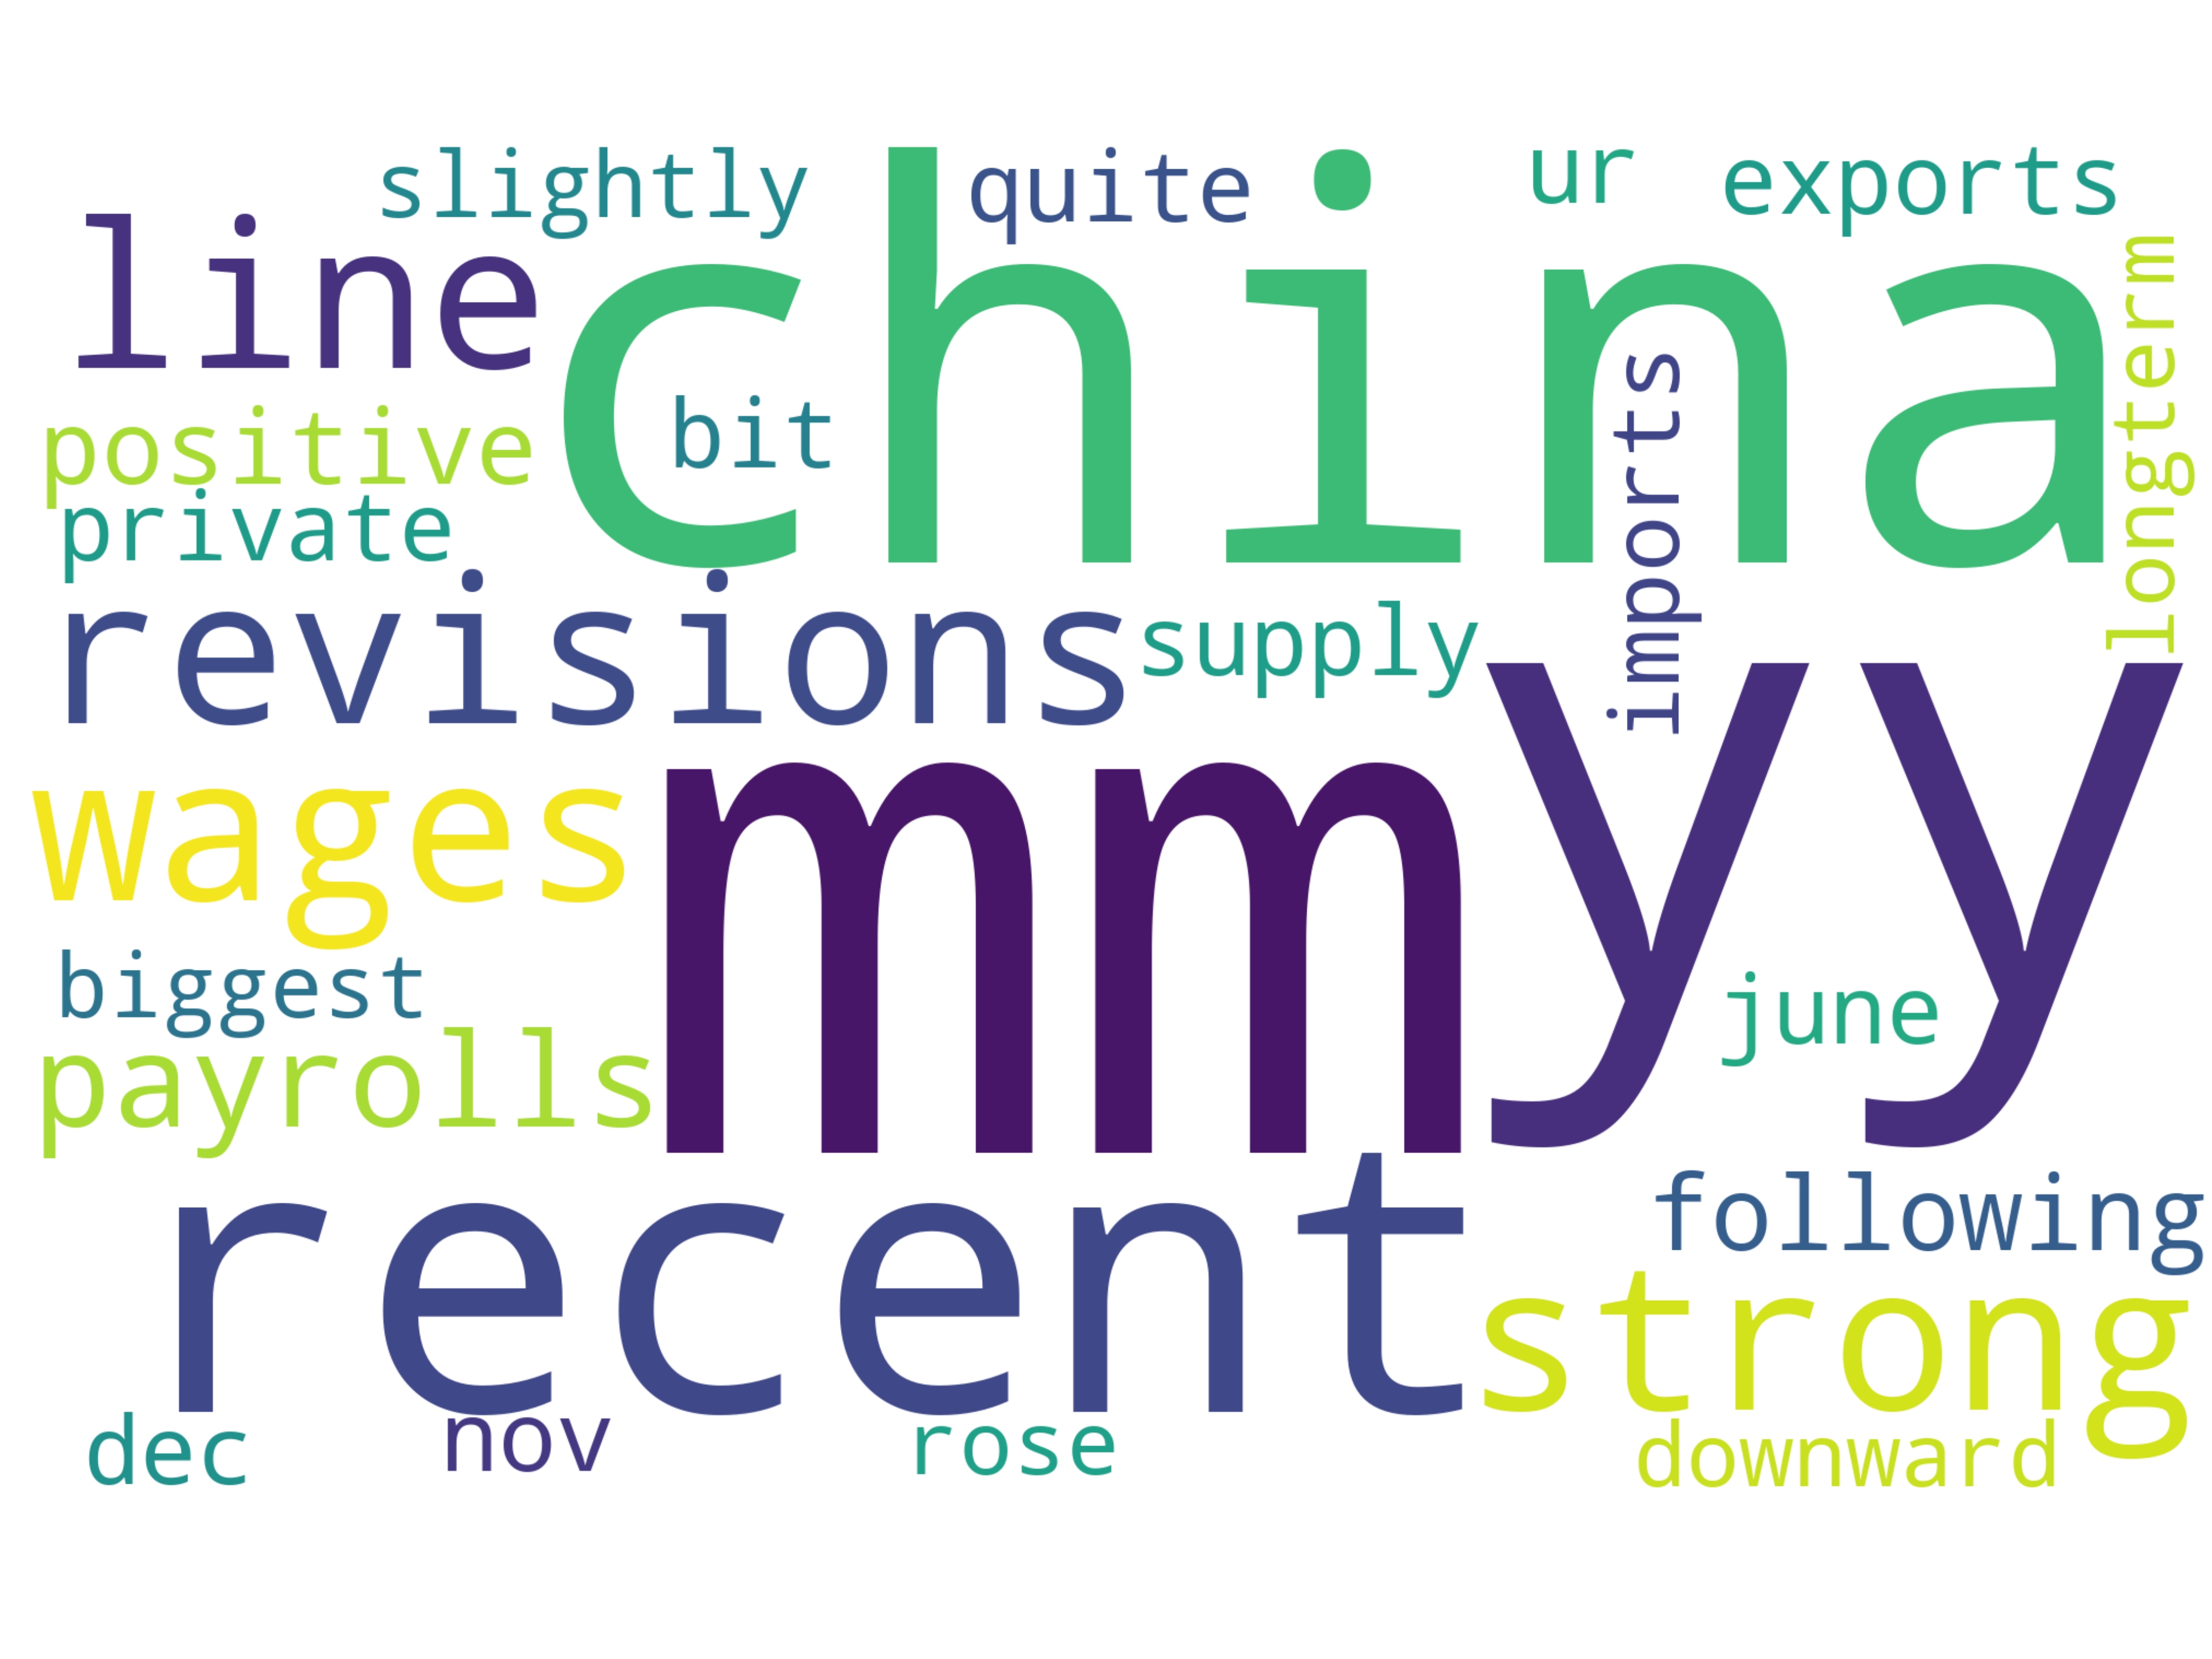 slightly
quite
ur
exports
line
china
longterm
positive
bit
imports
private
revisions
supply
yy
wages
mm
biggest
june
payrolls
recent
following
strong
dec
nov
rose
downward